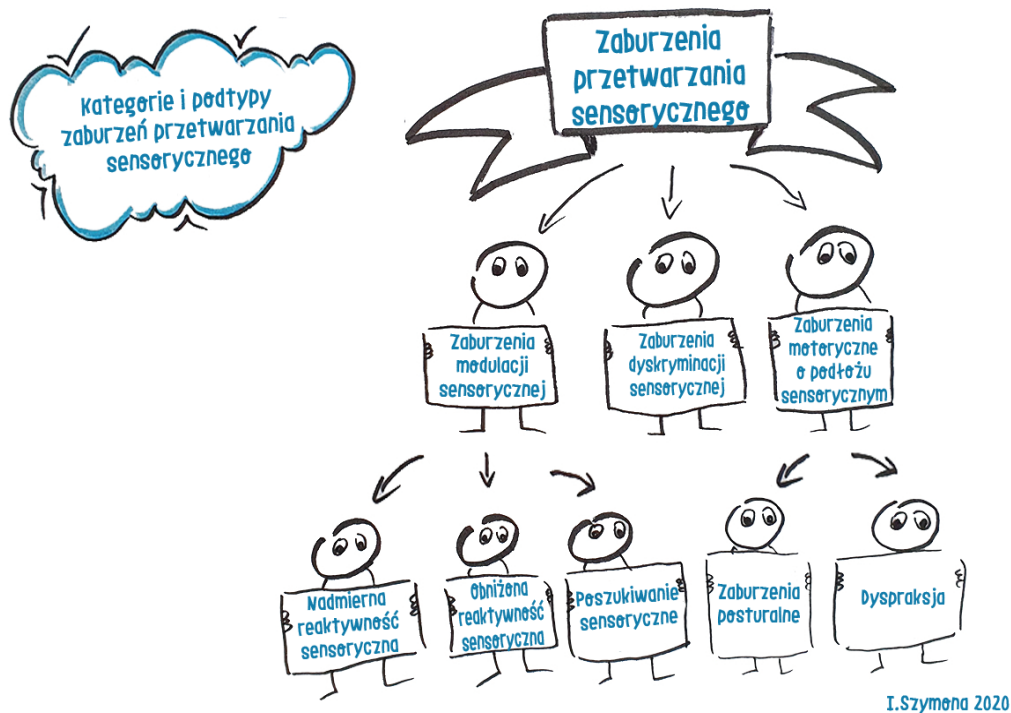 Kategorie i podtypy
zaburzeń przetwarzania
sensorycznego
Zaburzenia
przetwarzania
sensorycznego
Zaburzenia
modulacji
sensorycznej
Zaburzenia
dyskryminacji
sensorycznej
Zaburzenia
motoryczne
o podłożu
sensorycznym
Nadmierna
reaktywność
sensoryczna
Obniżona
reaktywność
sensoryczna
Poszukiwanie
sensoryczne
Zaburzenia
posturalne
Dyspraksja
I.Szymona 2020